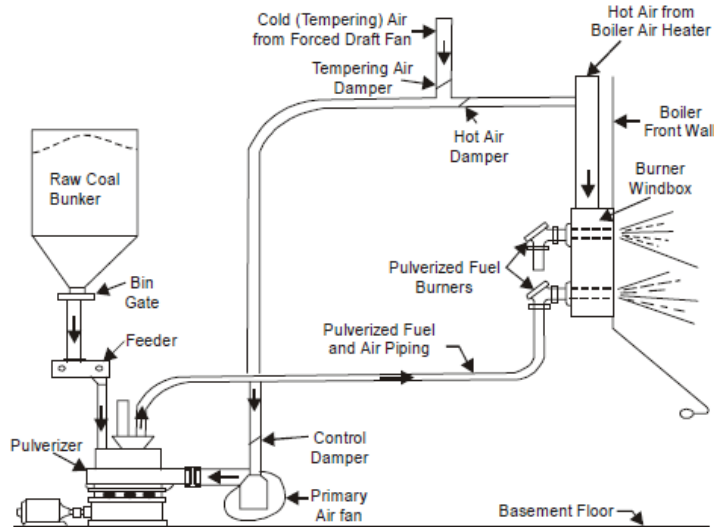 Cold (Tempering) Air
from Forced Draft Fan
Hot Air from
Boiler Air Heater
Tempering Air
Damper
Hot Air
Damper
Boiler
Front Wall
Raw Coal
Bunker
Burner
Windbox
Pulverized Fuel
Burners
Bin
Gate
Feeder
Pulverized Fuel
and Air Piping
Pulverizer
Control
Damper
Primary
Air fan
Basement Floor